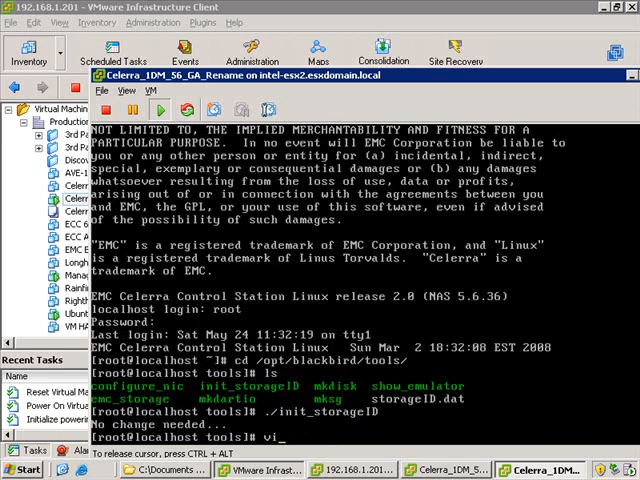 192.168.1.201 - VMware Infrastructure Client
File Edit View Inventory Administration Plugins Help
Inventory Scheduled Tasks Events Administration Maps Consolidation Site Recovery
Celerra_1DM_56_GA_Rename on intel-esx2.esxdomain.local
File View VM
Virtual Machin
Production
3rd Pa
3rd Pa
Discov
AVE-1
Celerr
Celerr
Celerr
ECC 6
ECC 6
EMC B
Longh
Manag
Rainfi
Righth
Ubunt
VM HA
NOT LIMITED TO, THE IMPLIED MERCHANTABILITY AND FITNESS FOR A
PARTICULAR PURPOSE. In no event will EMC Corporation be liable to
you or any other person or entity for (a) incidental, indirect,
special, exemplary or consequential damages or (b) any damages
whatsoever resulting from the loss of use, data or profits,
arising out of or in connection with the agreements between you
and EMC, the GPL, or your use of this software, even if advised
of the possibility of such damages.
"EMC" is a registered trademark of EMC Corporation, and "Linux"
is a registered trademark of Linus Torvalds. "Celerra" is a
trademark of EMC.
EMC Celerra Control Station Linux release 2.0 (NAS 5.6.36)
localhost login: root
Password:
Last login: Sat May 24 11:32:19 on tty1
EMC Celerra Control Station Linux Sun Mar 2 18:32:08 EST 2008
[root@localhost ~]# cd /opt/blackbird/tools/
[root@localhost tools]# ls
configure_nic init_storageID mkdisk show_emulator
emc_storage mkdartio mksg storageID.dat
[root@localhost tools]# ./init_storageID
No change needed...
[root@localhost tools]# vi_
Recent Tasks
Name
Reset Virtual Ma
Power On Virtual
Initialize powere
Tasks Alar
To release cursor, press CTRL + ALT
Start C:\Documents ... VMware Infrast... 192.168.1.201... Celerra_1DM_5... Celerra_1DM...